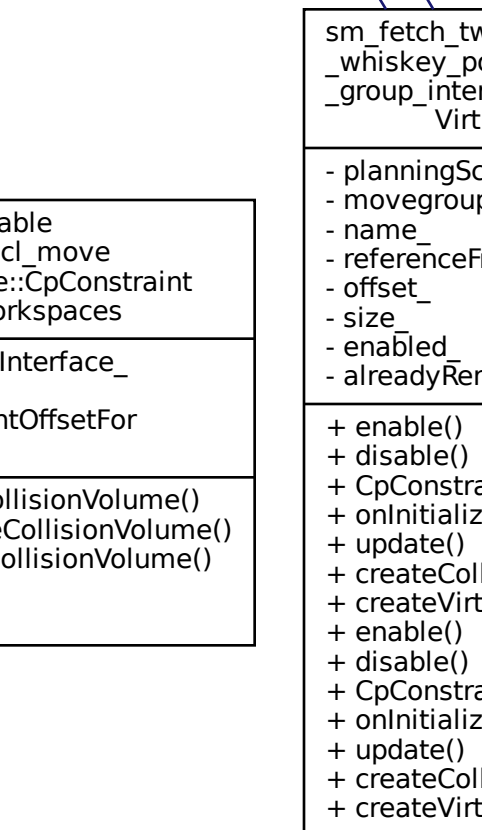 able
cl_move
e::CpConstraint
orkspaces
Interface_
ntOffsetFor
ollisionVolume()
eCollisionVolume()
ollisionVolume()
sm_fetch_tw
_whiskey_po
_group_inter
Virt
- planningSc
- movegroup
- name_
- referenceFr
- offset_
- size_
- enabled_
- alreadyRem
+ enable()
+ disable()
+ CpConstra
+ onInitializ
+ update()
+ createColl
+ createVirt
+ enable()
+ disable()
+ CpConstra
+ onInitializ
+ update()
+ createColl
+ createVirt